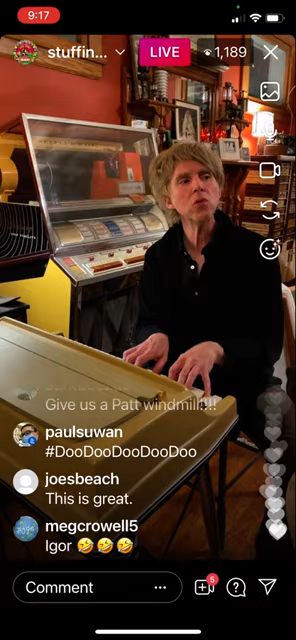 9:17
stuffin...
LIVE
1,189
Give us a Patt windmill!!!!
paulsuwan
#DooDooDooDooDoo
joesbeach
This is great.
megcrowell5
Igor 🤣🤣🤣
Comment
5